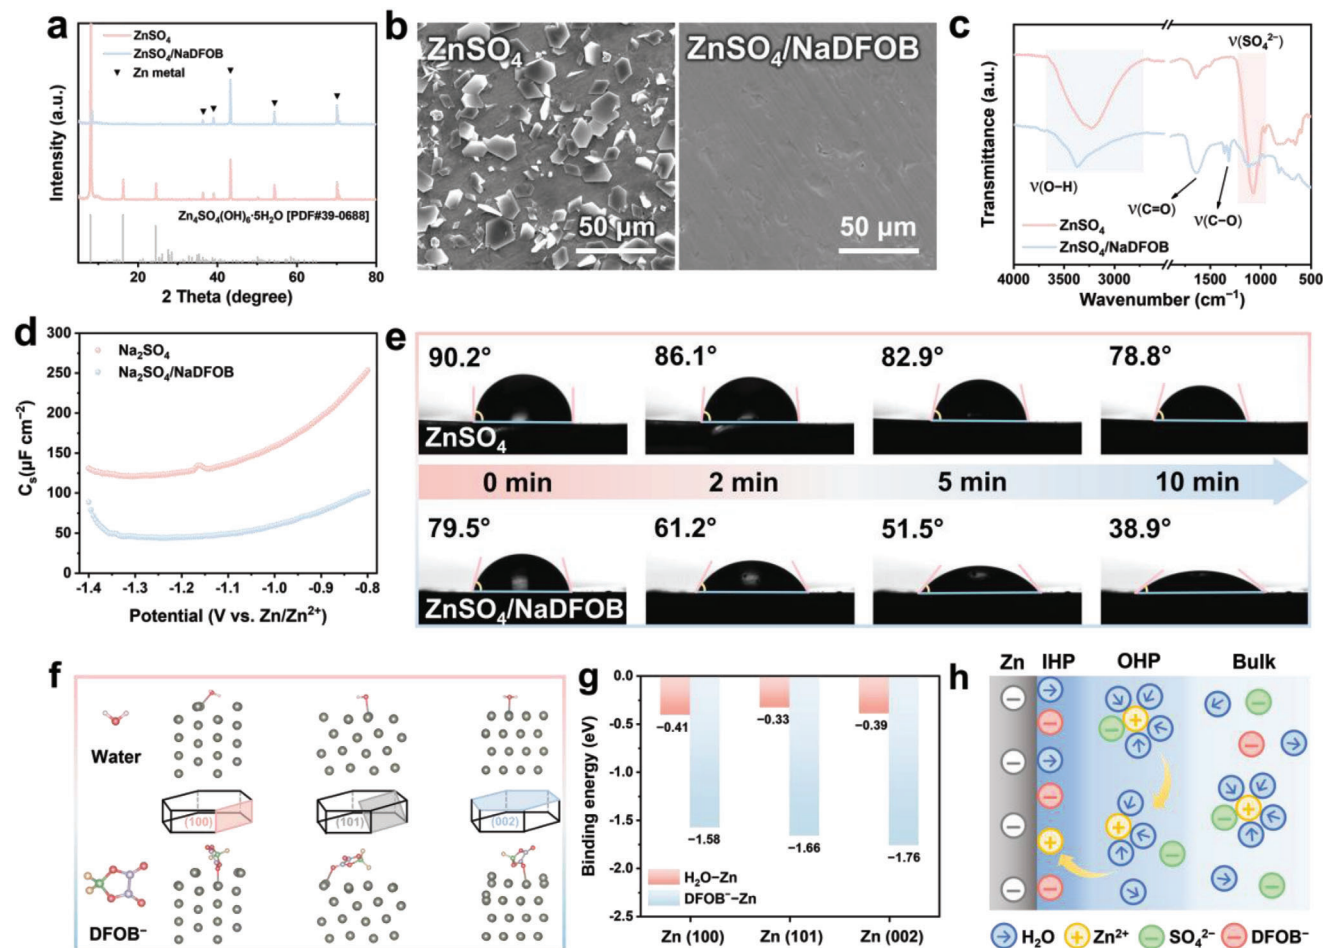 a
ZnSO₄
ZnSO₄/NaDFOB
▼ Zn metal
Intensity (a.u.)
Zn₄SO₄(OH)₆·5H₂O [PDF#39-0688]
20
40
60
80
2 Theta (degree)
b
ZnSO₄
50 µm
ZnSO₄/NaDFOB
50 µm
c
ν(SO₄²⁻)
Transmittance (a.u.)
ν(O−H)
ν(C=O)
ν(C−O)
ZnSO₄
ZnSO₄/NaDFOB
4000
3000
1500
1000
500
Wavenumber (cm⁻¹)
d
Cₛ(µF cm⁻²)
300
250
200
150
100
50
0
Na₂SO₄
Na₂SO₄/NaDFOB
-1.4
-1.3
-1.2
-1.1
-1.0
-0.9
-0.8
Potential (V vs. Zn/Zn²⁺)
e
90.2°
86.1°
82.9°
78.8°
ZnSO₄
0 min
2 min
5 min
10 min
79.5°
61.2°
51.5°
38.9°
ZnSO₄/NaDFOB
f
Water
(100)
(101)
(002)
DFOB⁻
g
Binding energy (eV)
0.0
-0.5
-1.0
-1.5
-2.0
-2.5
−0.41
−0.33
−0.39
−1.58
−1.66
−1.76
H₂O−Zn
DFOB⁻−Zn
Zn (100)
Zn (101)
Zn (002)
h
Zn
IHP
OHP
Bulk
H₂O
Zn²⁺
SO₄²⁻
DFOB⁻